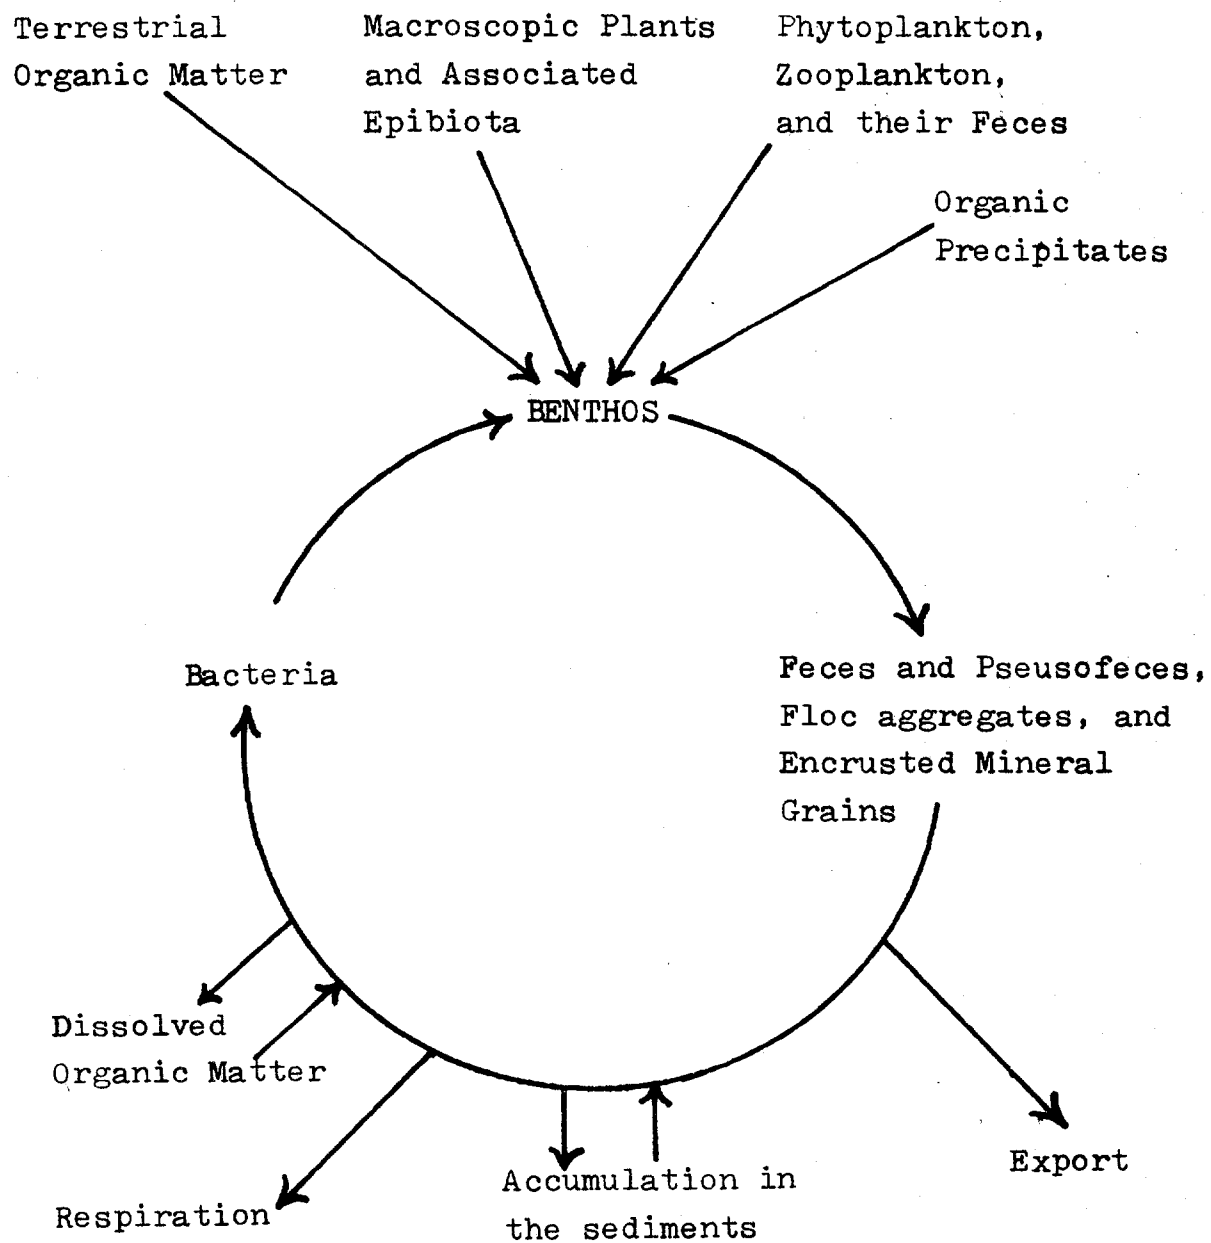 Terrestrial
Organic Matter
Macroscopic Plants
and Associated
Epibiota
Phytoplankton,
Zooplankton,
and their Feces
Organic
Precipitates
BENTHOS
Bacteria
Feces and Pseusofeces,
Floc aggregates, and
Encrusted Mineral
Grains
Dissolved
Organic Matter
Respiration
Accumulation in
the sediments
Export